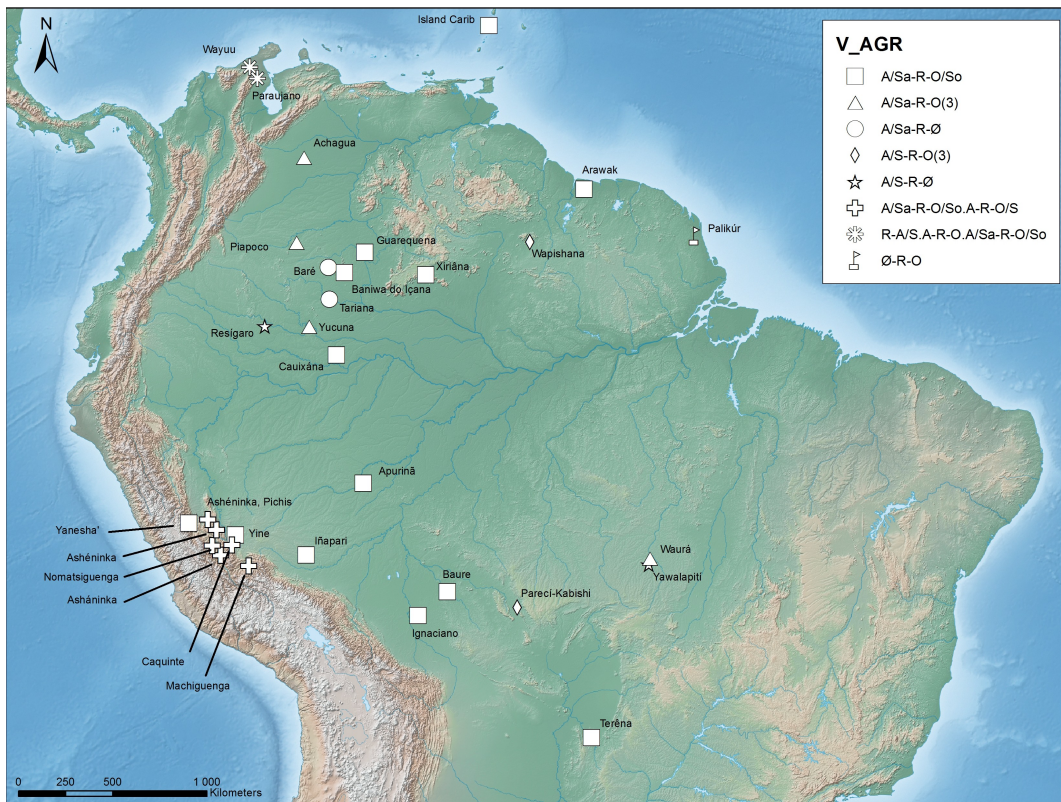 Island Carib
N
Wayuu
Paraujano
V_AGR
A/Sa-R-O/So
A/Sa-R-O(3)
A/Sa-R-Ø
A/S-R-O(3)
A/S-R-Ø
A/Sa-R-O/So.A-R-O/S
R-A/S.A-R-O.A/Sa-R-O/So
Ø-R-O
Achagua
Arawak
Palikúr
Piapoco
Guarequena
Wapishana
Baré
Xiriâna
Baniwa do Içana
Tariana
Resígaro
Yucuna
Cauixána
Apurinã
Ashéninka, Pichis
Yanesha'
Yine
Ashéninka
Iñapari
Waurá
Nomatsiguenga
Yawalapití
Baure
Asháninka
Parecí-Kabishi
Ignaciano
Caquinte
Machiguenga
Terêna
0 250 500 1 000
Kilometers